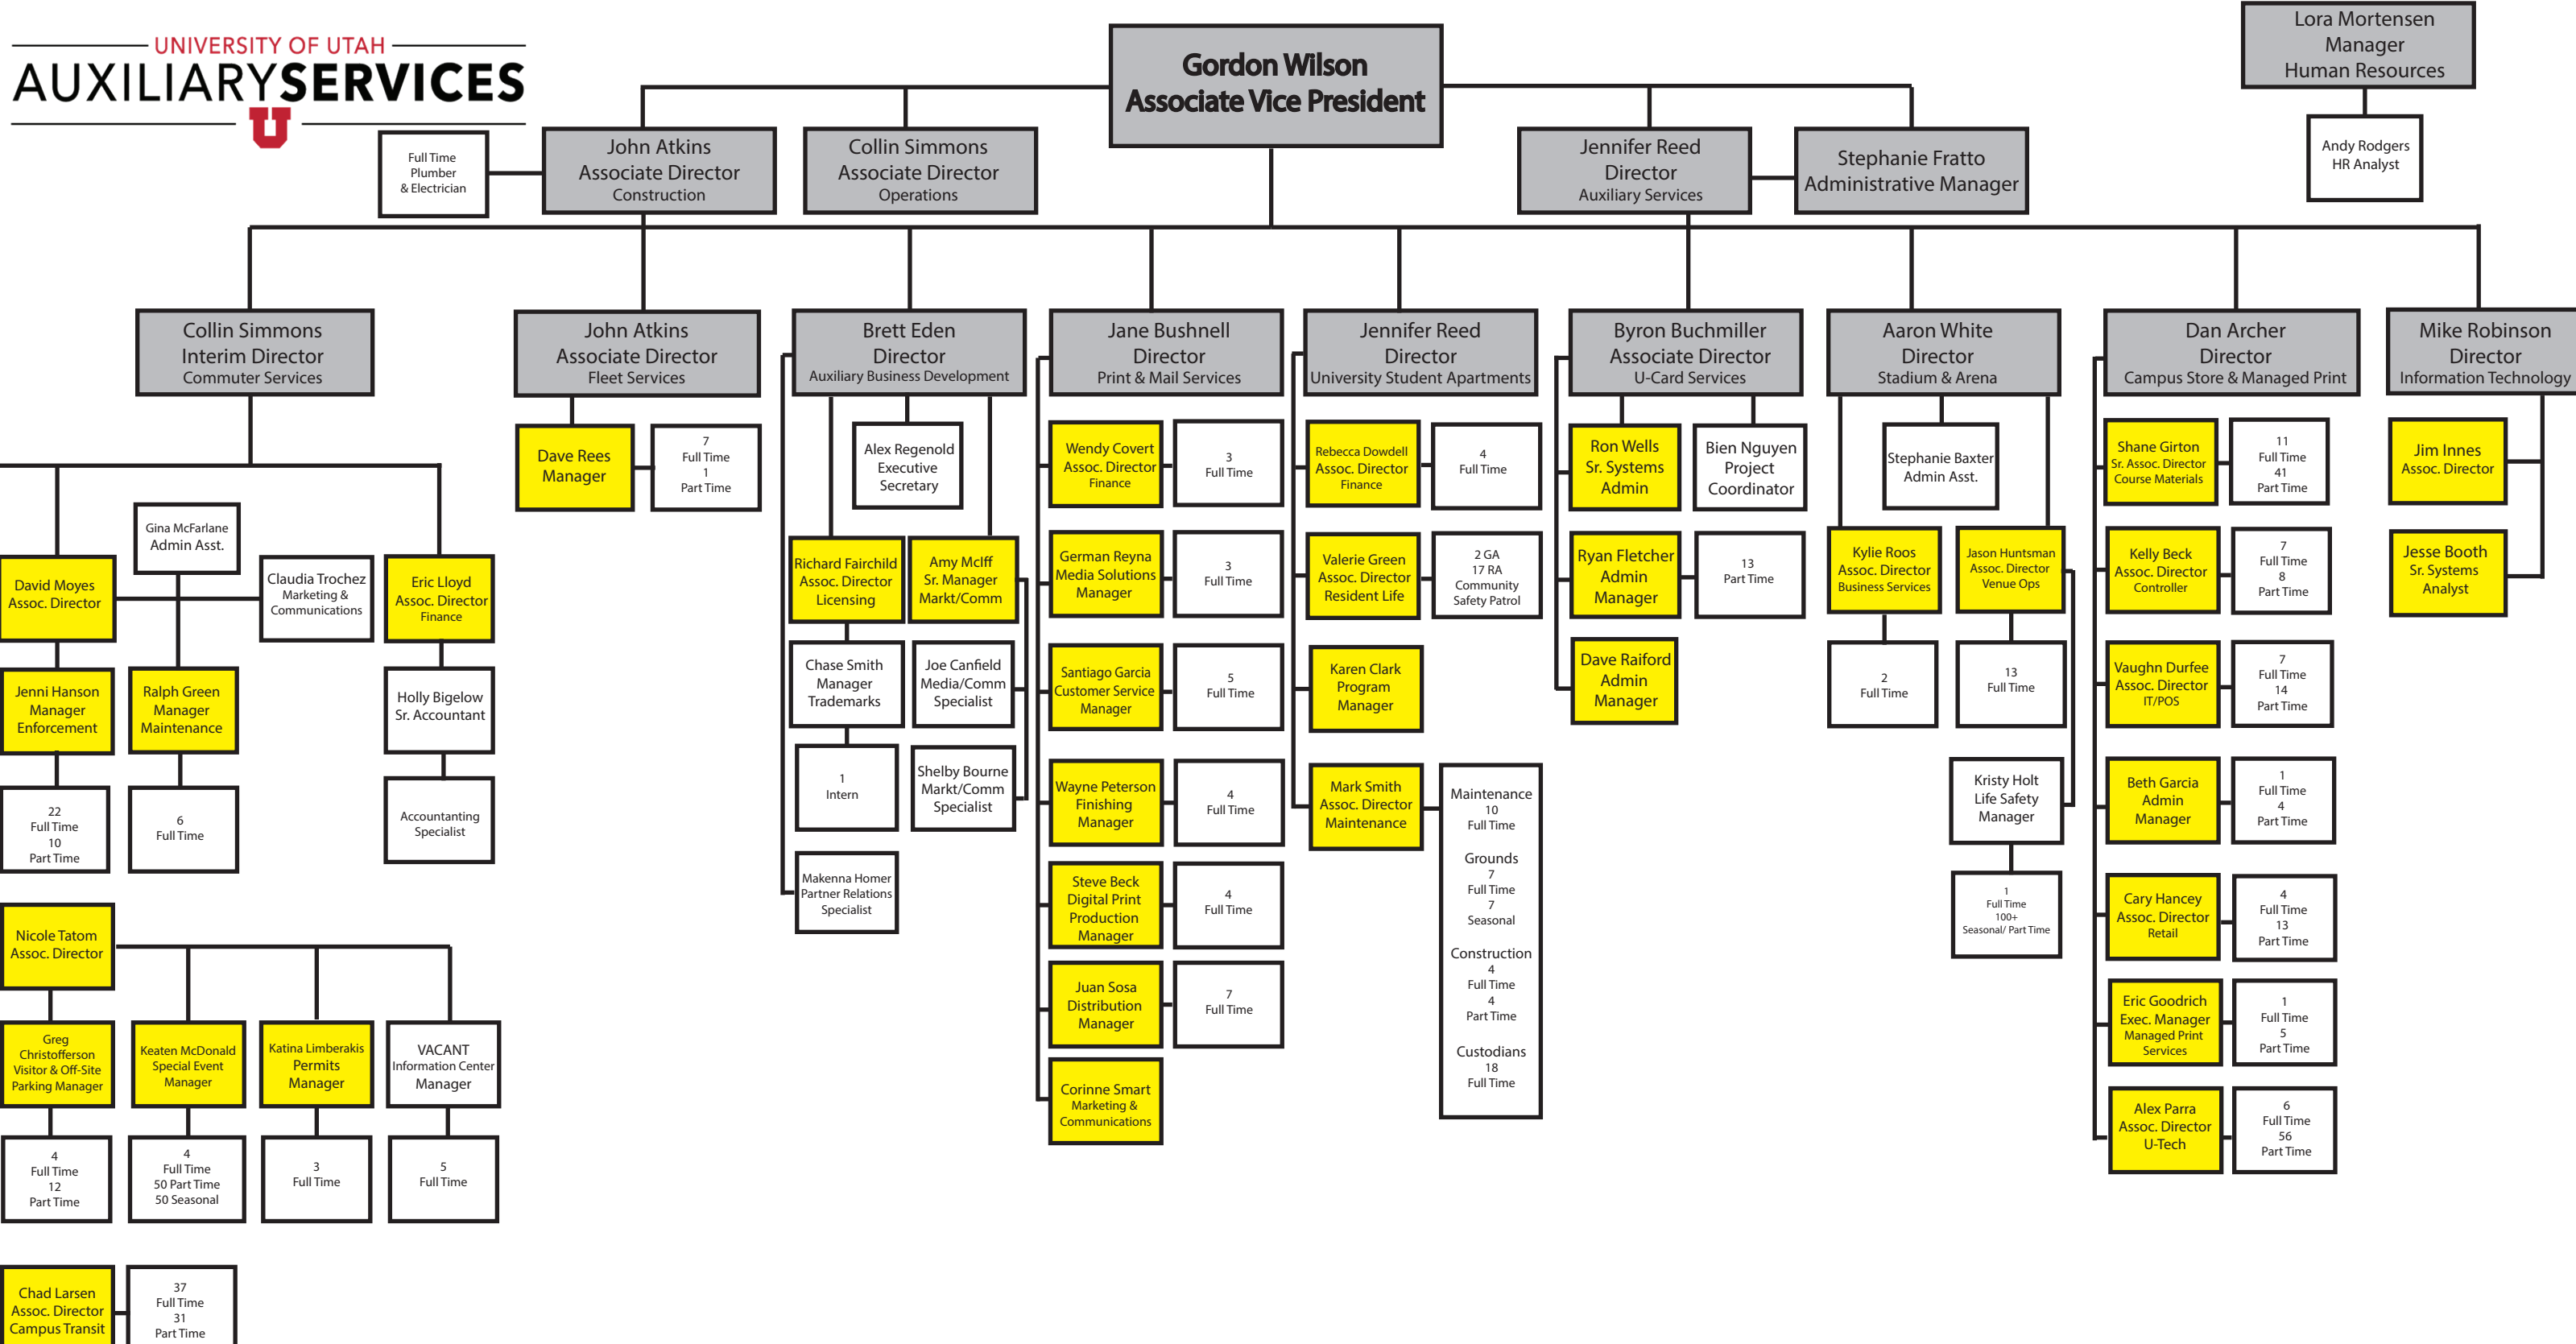 UNIVERSITY OF UTAH
AUXILIARYSERVICES
U
Gordon Wilson
Associate Vice President
Lora Mortensen
Manager
Human Resources
Andy Rodgers
HR Analyst
Full Time
Plumber
& Electrician
John Atkins
Associate Director
Construction
Collin Simmons
Associate Director
Operations
Jennifer Reed
Director
Auxiliary Services
Stephanie Fratto
Administrative Manager
Collin Simmons
Interim Director
Commuter Services
John Atkins
Associate Director
Fleet Services
Brett Eden
Director
Auxiliary Business Development
Jane Bushnell
Director
Print & Mail Services
Jennifer Reed
Director
University Student Apartments
Byron Buchmiller
Associate Director
U-Card Services
Aaron White
Director
Stadium & Arena
Dan Archer
Director
Campus Store & Managed Print
Mike Robinson
Director
Information Technology
Gina McFarlane
Admin Asst.
David Moyes
Assoc. Director
Claudia Trochez
Marketing &
Communications
Eric Lloyd
Assoc. Director
Finance
Jenni Hanson
Manager
Enforcement
Ralph Green
Manager
Maintenance
Holly Bigelow
Sr. Accountant
22
Full Time
10
Part Time
6
Full Time
Accountanting
Specialist
Nicole Tatom
Assoc. Director
Greg
Christofferson
Visitor & Off-Site
Parking Manager
Keaten McDonald
Special Event
Manager
Katina Limberakis
Permits
Manager
VACANT
Information Center
Manager
4
Full Time
12
Part Time
4
Full Time
50 Part Time
50 Seasonal
3
Full Time
5
Full Time
Chad Larsen
Assoc. Director
Campus Transit
37
Full Time
31
Part Time
Dave Rees
Manager
7
Full Time
1
Part Time
Alex Regenold
Executive
Secretary
Richard Fairchild
Assoc. Director
Licensing
Amy McIff
Sr. Manager
Markt/Comm
Chase Smith
Manager
Trademarks
Joe Canfield
Media/Comm
Specialist
1
Intern
Shelby Bourne
Markt/Comm
Specialist
Makenna Homer
Partner Relations
Specialist
Wendy Covert
Assoc. Director
Finance
3
Full Time
German Reyna
Media Solutions
Manager
3
Full Time
Santiago Garcia
Customer Service
Manager
5
Full Time
Wayne Peterson
Finishing
Manager
4
Full Time
Steve Beck
Digital Print
Production
Manager
4
Full Time
Juan Sosa
Distribution
Manager
7
Full Time
Corinne Smart
Marketing &
Communications
Rebecca Dowdell
Assoc. Director
Finance
4
Full Time
Valerie Green
Assoc. Director
Resident Life
2 GA
17 RA
Community
Safety Patrol
Karen Clark
Program
Manager
Mark Smith
Assoc. Director
Maintenance
Maintenance
10
Full Time
Grounds
7
Full Time
7
Seasonal
Construction
4
Full Time
4
Part Time
Custodians
18
Full Time
Ron Wells
Sr. Systems
Admin
Bien Nguyen
Project
Coordinator
Ryan Fletcher
Admin
Manager
13
Part Time
Dave Raiford
Admin
Manager
Stephanie Baxter
Admin Asst.
Kylie Roos
Assoc. Director
Business Services
Jason Huntsman
Assoc. Director
Venue Ops
2
Full Time
13
Full Time
Kristy Holt
Life Safety
Manager
1
Full Time
100+
Seasonal/ Part Time
Shane Girton
Sr. Assoc. Director
Course Materials
11
Full Time
41
Part Time
Kelly Beck
Assoc. Director
Controller
7
Full Time
8
Part Time
Vaughn Durfee
Assoc. Director
IT/POS
7
Full Time
14
Part Time
Beth Garcia
Admin
Manager
1
Full Time
4
Part Time
Cary Hancey
Assoc. Director
Retail
4
Full Time
13
Part Time
Eric Goodrich
Exec. Manager
Managed Print
Services
1
Full Time
5
Part Time
Alex Parra
Assoc. Director
U-Tech
6
Full Time
56
Part Time
Jim Innes
Assoc. Director
Jesse Booth
Sr. Systems
Analyst